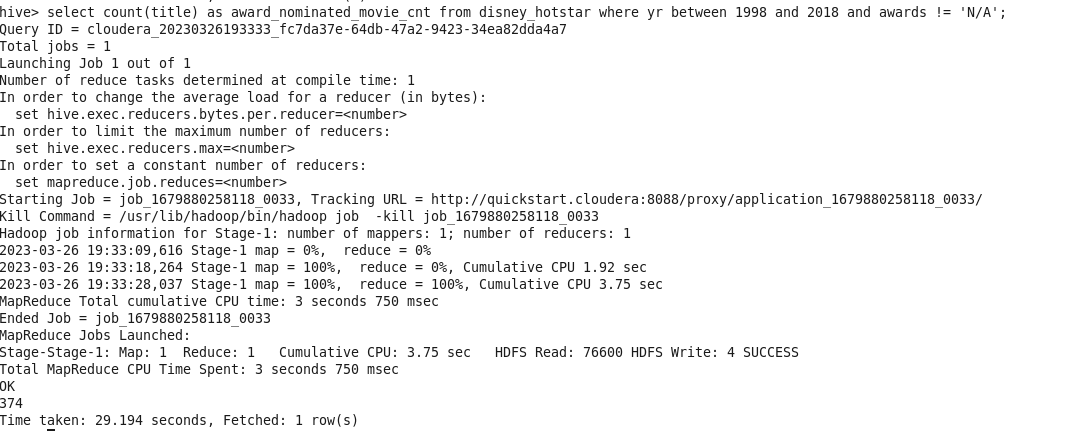 hive> select count(title) as award_nominated_movie_cnt from disney_hotstar where yr between 1998 and 2018 and awards != 'N/A';
Query ID = cloudera_20230326193333_fc7da37e-64db-47a2-9423-34ea82dda4a7
Total jobs = 1
Launching Job 1 out of 1
Number of reduce tasks determined at compile time: 1
In order to change the average load for a reducer (in bytes):
  set hive.exec.reducers.bytes.per.reducer=<number>
In order to limit the maximum number of reducers:
  set hive.exec.reducers.max=<number>
In order to set a constant number of reducers:
  set mapreduce.job.reduces=<number>
Starting Job = job_1679880258118_0033, Tracking URL = http://quickstart.cloudera:8088/proxy/application_1679880258118_0033/
Kill Command = /usr/lib/hadoop/bin/hadoop job  -kill job_1679880258118_0033
Hadoop job information for Stage-1: number of mappers: 1; number of reducers: 1
2023-03-26 19:33:09,616 Stage-1 map = 0%,  reduce = 0%
2023-03-26 19:33:18,264 Stage-1 map = 100%,  reduce = 0%, Cumulative CPU 1.92 sec
2023-03-26 19:33:28,037 Stage-1 map = 100%,  reduce = 100%, Cumulative CPU 3.75 sec
MapReduce Total cumulative CPU time: 3 seconds 750 msec
Ended Job = job_1679880258118_0033
MapReduce Jobs Launched:
Stage-Stage-1: Map: 1  Reduce: 1   Cumulative CPU: 3.75 sec   HDFS Read: 76600 HDFS Write: 4 SUCCESS
Total MapReduce CPU Time Spent: 3 seconds 750 msec
OK
374
Time taken: 29.194 seconds, Fetched: 1 row(s)